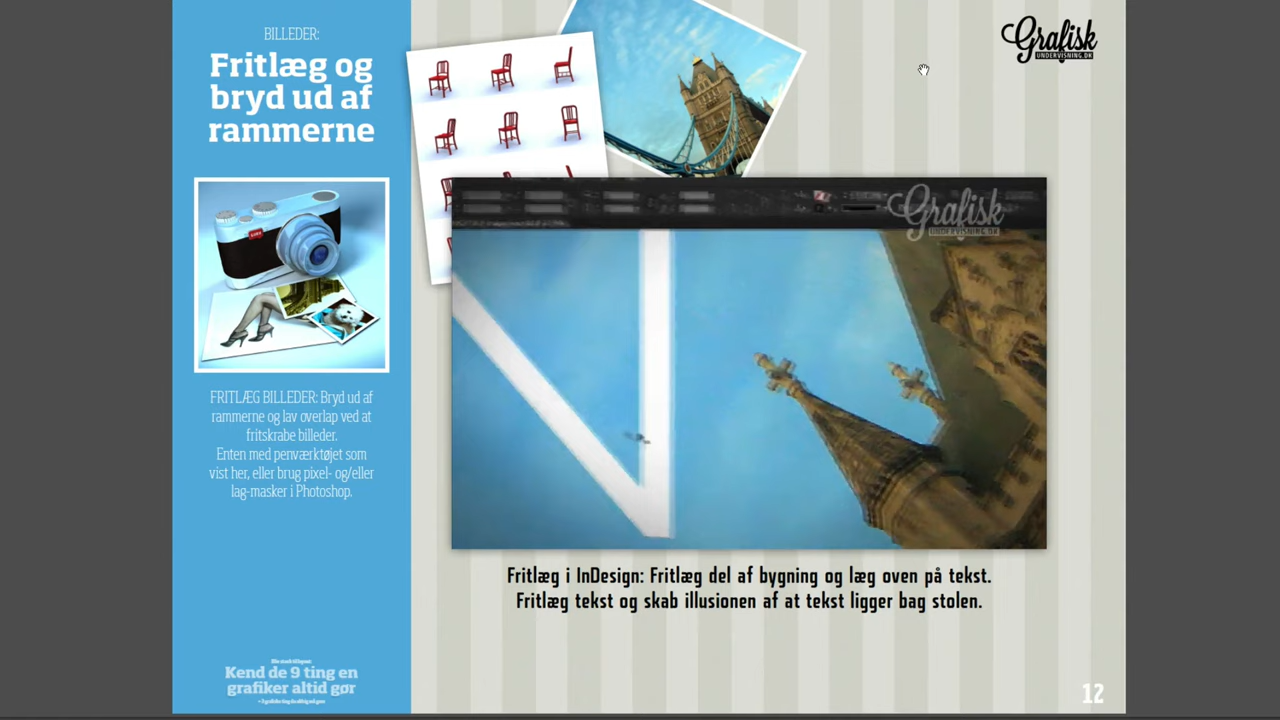 BILLEDER:
Fritlæg og
bryd ud af
rammerne
FRITLÆG BILLEDER: Bryd ud af
rammerne og lav overlap ved at
fritskrabe billeder.
Enten med penværktøjet som
vist her, eller brug pixel- og/eller
lag-masker i Photoshop.
Kend de 9 ting en
grafiker altid gør
Grafisk
UNDERVISNING.DK
Grafisk
UNDERVISNING.DK
Fritlæg i InDesign: Fritlæg del af bygning og læg oven på tekst.
Fritlæg tekst og skab illusionen af at tekst ligger bag stolen.
12